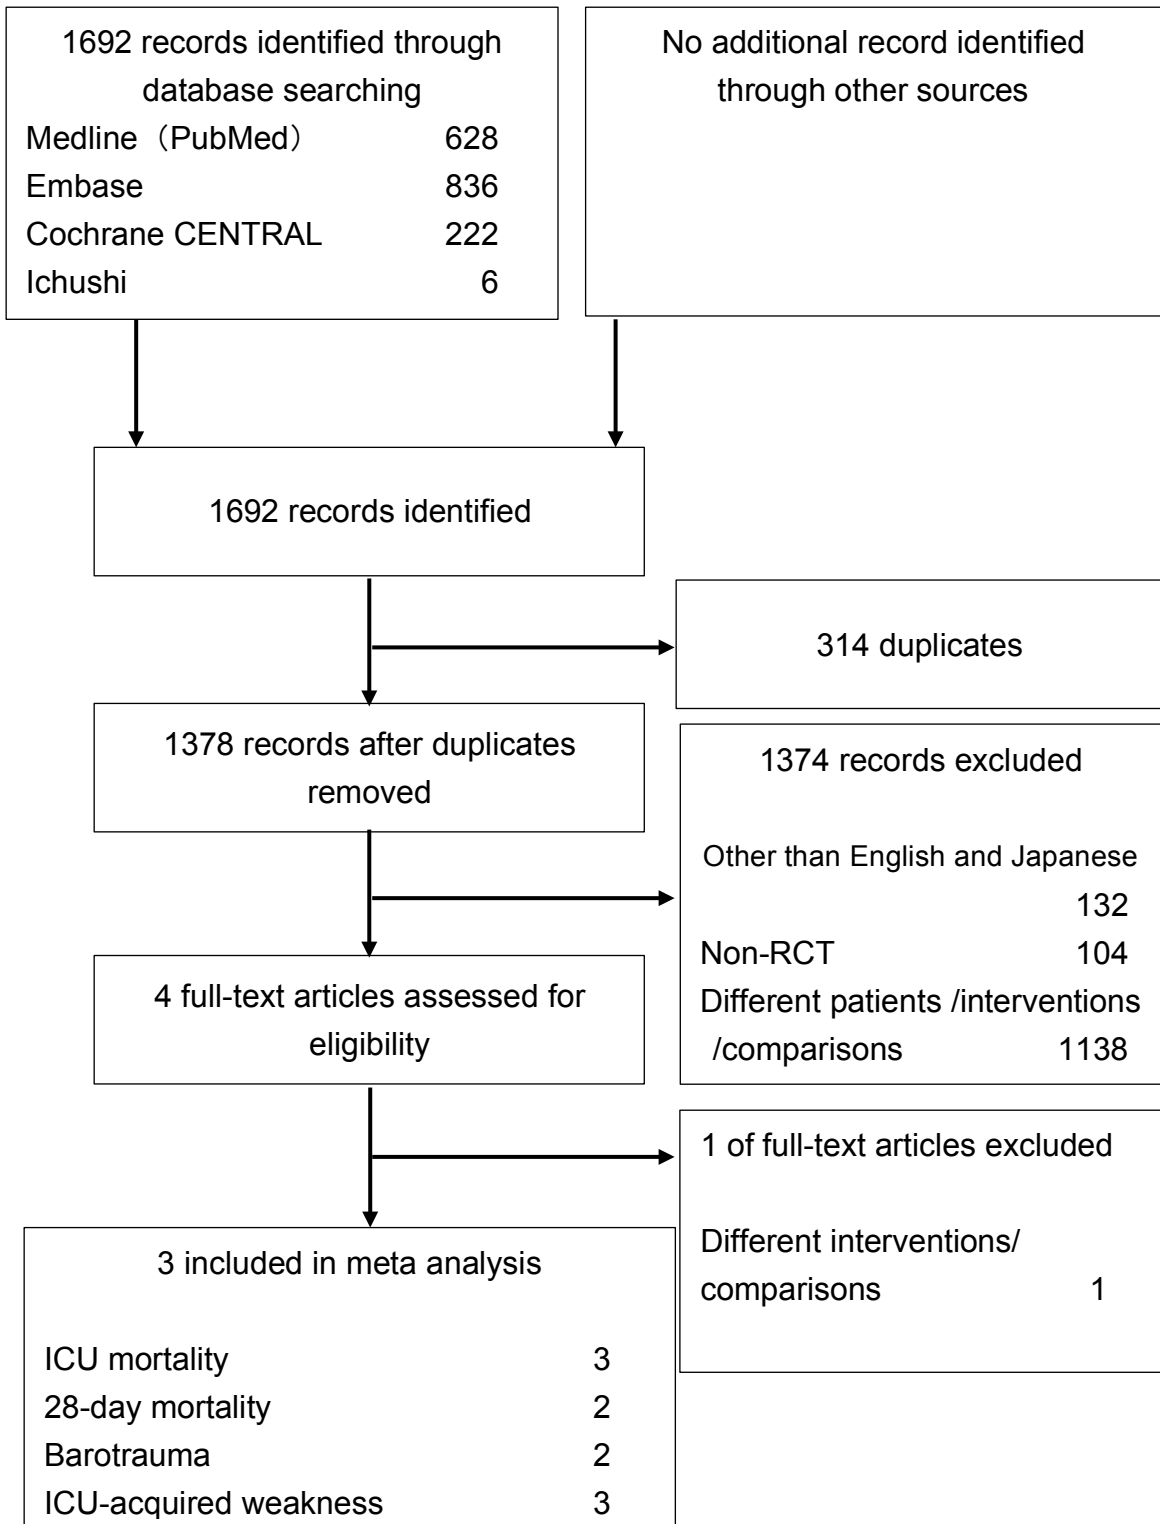 1692 records identified through
database searching
Medline（PubMed） 628
Embase 836
Cochrane CENTRAL 222
Ichushi 6
No additional record identified
through other sources
1692 records identified
314 duplicates
1378 records after duplicates
removed
1374 records excluded
Other than English and Japanese
132
Non-RCT 104
Different patients /interventions
/comparisons 1138
4 full-text articles assessed for
eligibility
1 of full-text articles excluded
Different interventions/
comparisons 1
3 included in meta analysis
ICU mortality 3
28-day mortality 2
Barotrauma 2
ICU-acquired weakness 3